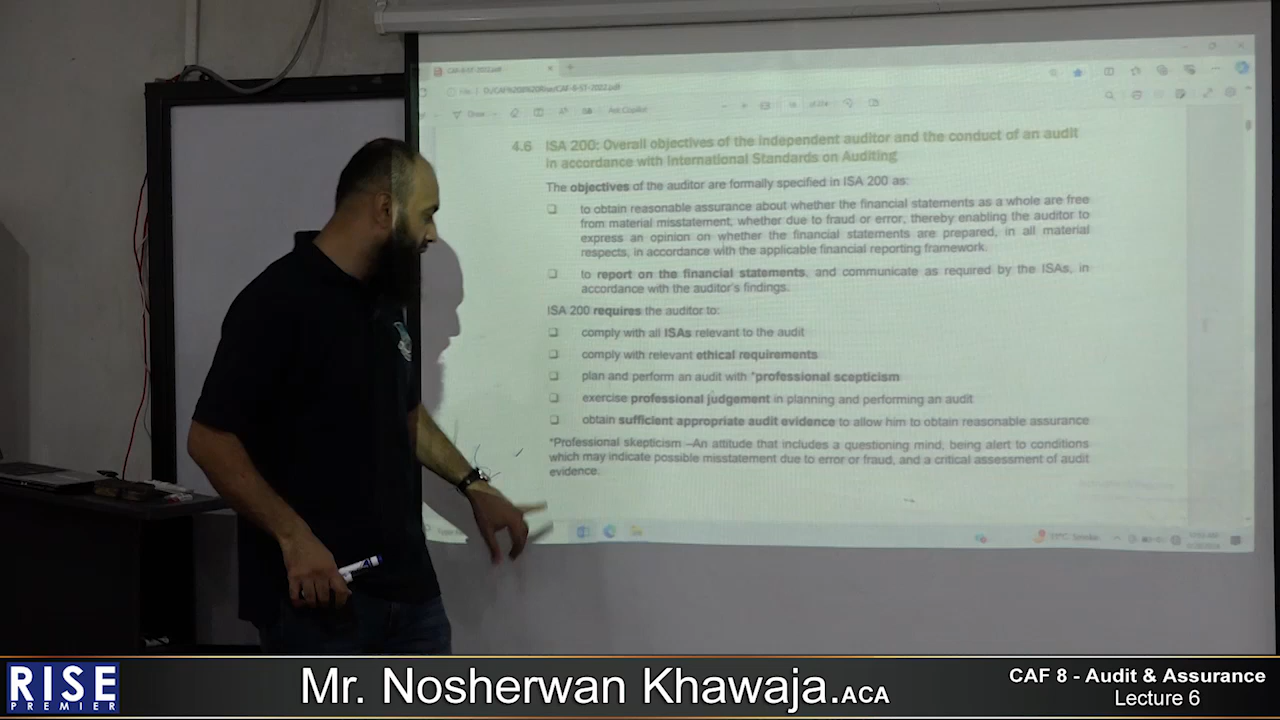 CAF-8-ST-2022.pdf
Ask Copilot
4.6 ISA 200: Overall objectives of the independent auditor and the conduct of an audit
in accordance with International Standards on Auditing
The objectives of the auditor are formally specified in ISA 200 as:
❑ to obtain reasonable assurance about whether the financial statements as a whole are free
from material misstatement, whether due to fraud or error, thereby enabling the auditor to
express an opinion on whether the financial statements are prepared, in all material
respects, in accordance with the applicable financial reporting framework.
❑ to report on the financial statements, and communicate as required by the ISAs, in
accordance with the auditor's findings.
ISA 200 requires the auditor to:
❑ comply with all ISAs relevant to the audit
❑ comply with relevant ethical requirements
❑ plan and perform an audit with *professional scepticism
❑ exercise professional judgement in planning and performing an audit
❑ obtain sufficient appropriate audit evidence to allow him to obtain reasonable assurance
*Professional skepticism –An attitude that includes a questioning mind, being alert to conditions
which may indicate possible misstatement due to error or fraud, and a critical assessment of audit
evidence.
RISE
PREMIER
Mr. Nosherwan Khawaja.ACA
CAF 8 - Audit & Assurance
Lecture 6